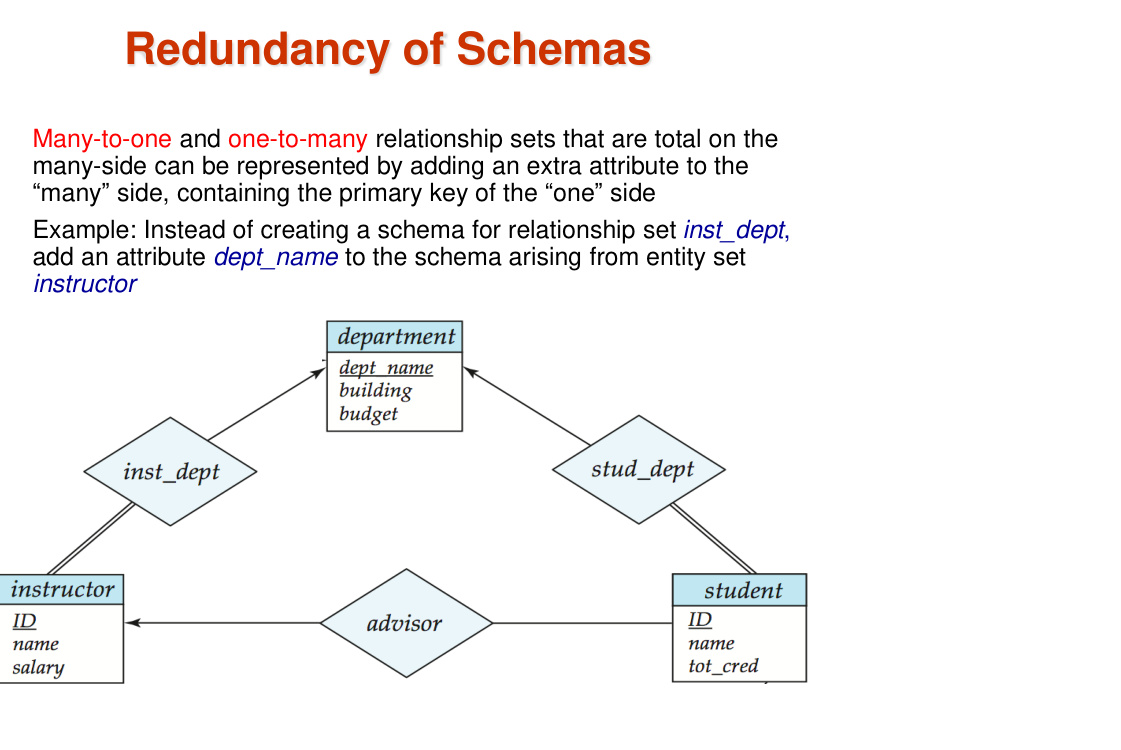 Redundancy of Schemas
Many-to-one and one-to-many relationship sets that are total on the
many-side can be represented by adding an extra attribute to the
“many” side, containing the primary key of the “one” side
Example: Instead of creating a schema for relationship set inst_dept,
add an attribute dept_name to the schema arising from entity set
instructor
department
dept_name
building
budget
inst_dept
stud_dept
instructor
ID
name
salary
advisor
student
ID
name
tot_cred